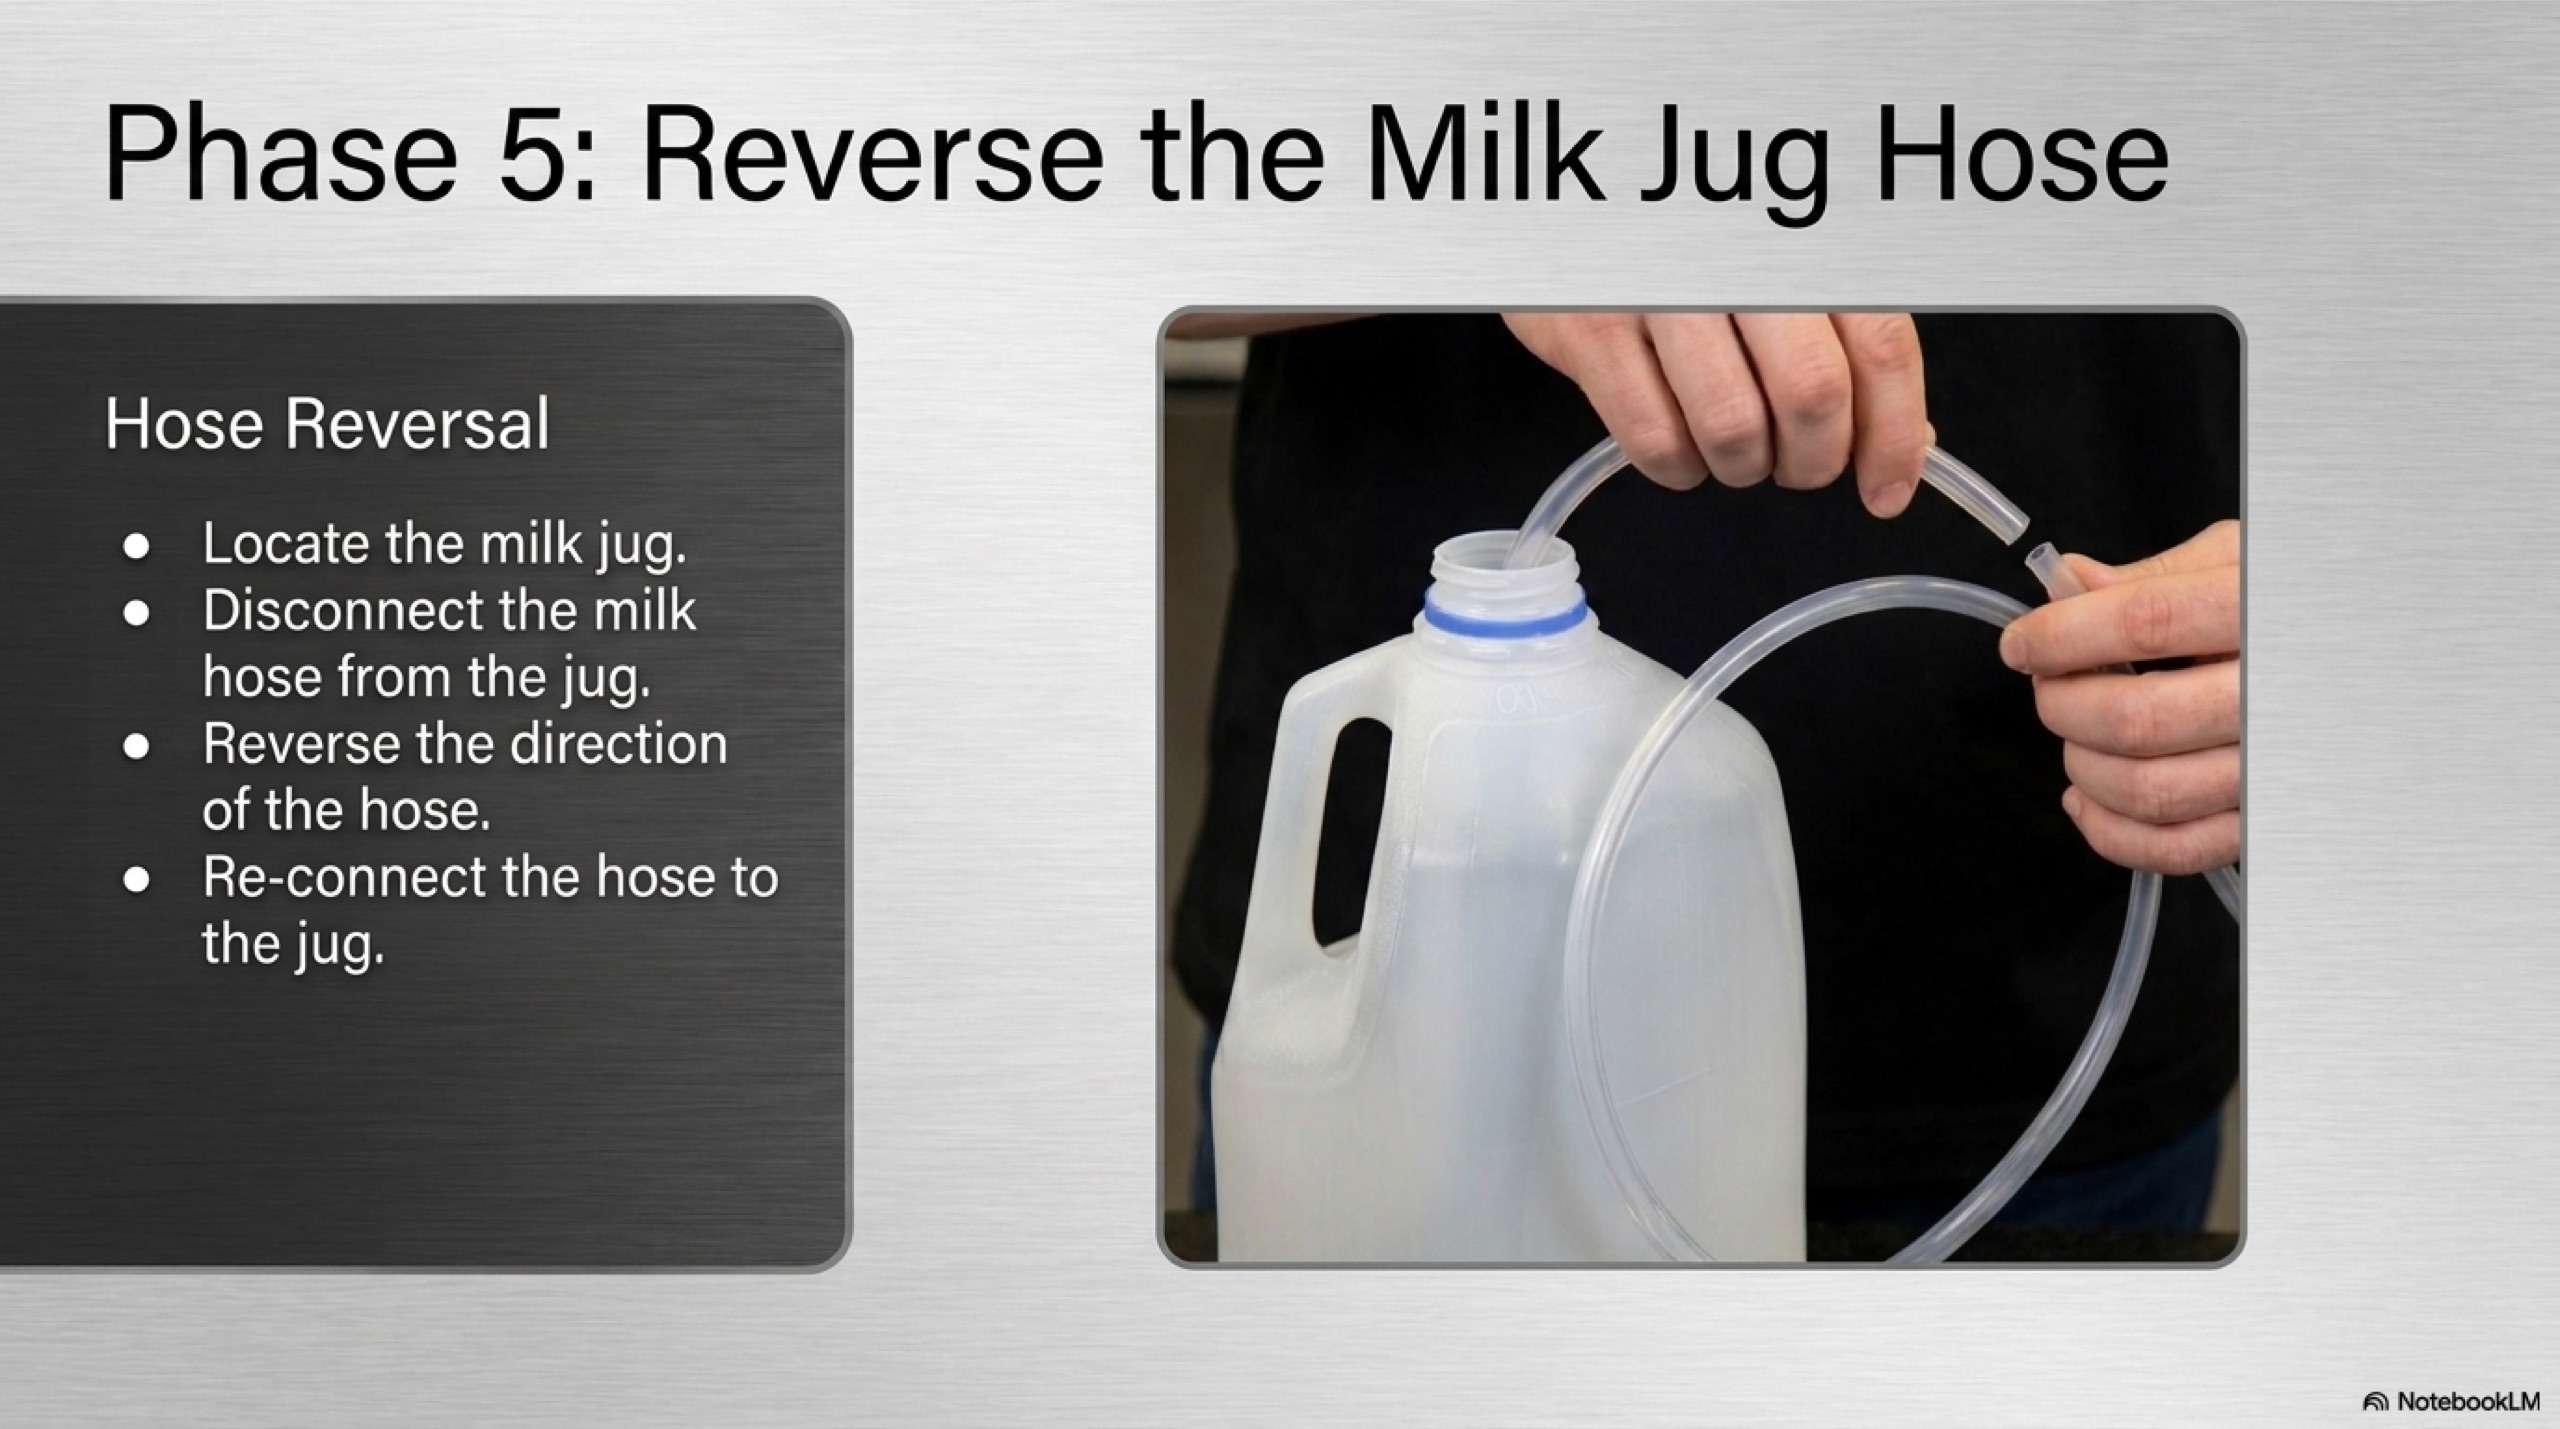 Phase 5: Reverse the Milk Jug Hose
Hose Reversal
● Locate the milk jug.
● Disconnect the milk
hose from the jug.
● Reverse the direction
of the hose.
● Re-connect the hose to
the jug.
NotebookLM